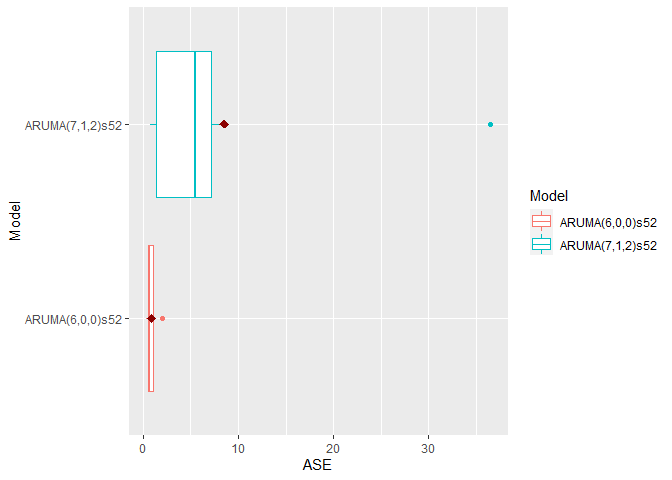 Model
ARUMA(7,1,2)s52
ARUMA(6,0,0)s52
0
10
20
30
ASE
Model
ARUMA(6,0,0)s52
ARUMA(7,1,2)s52